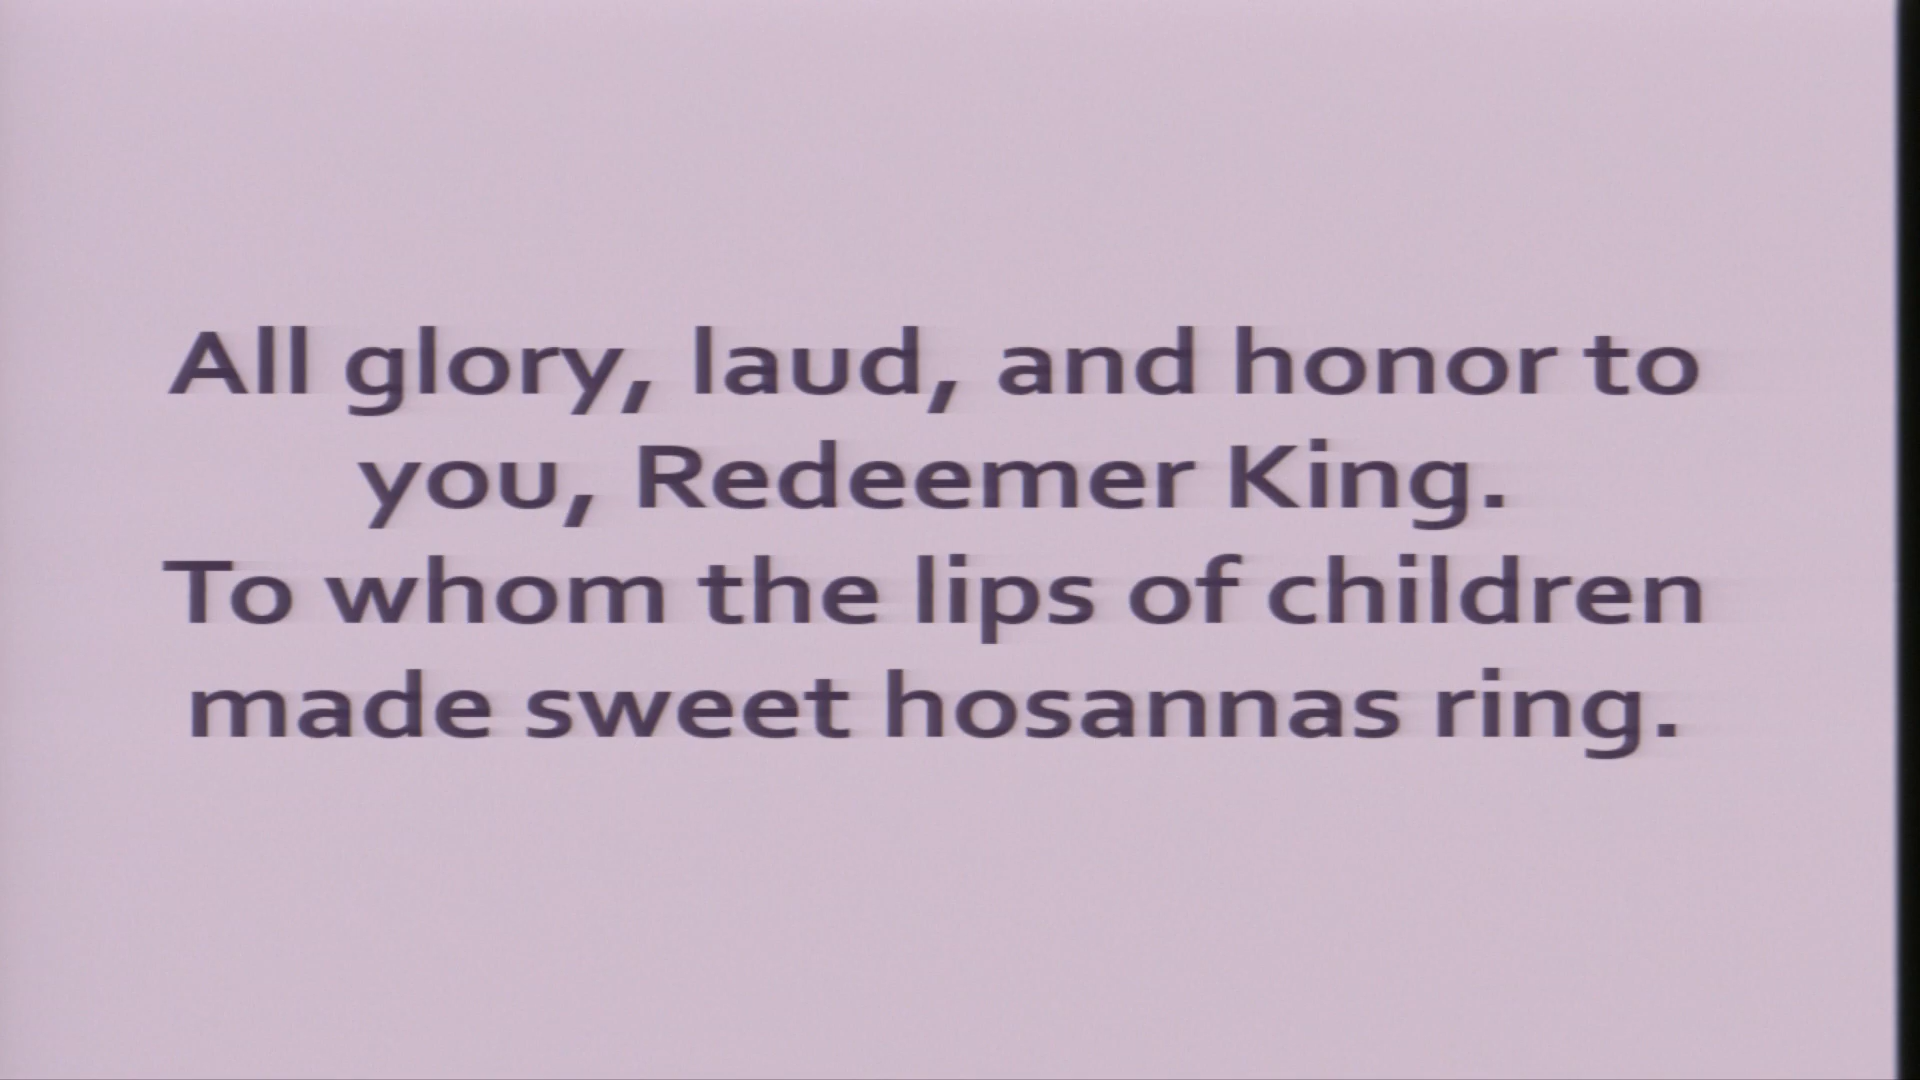 All glory, laud, and honor to
you, Redeemer King.
To whom the lips of children
made sweet hosannas ring.